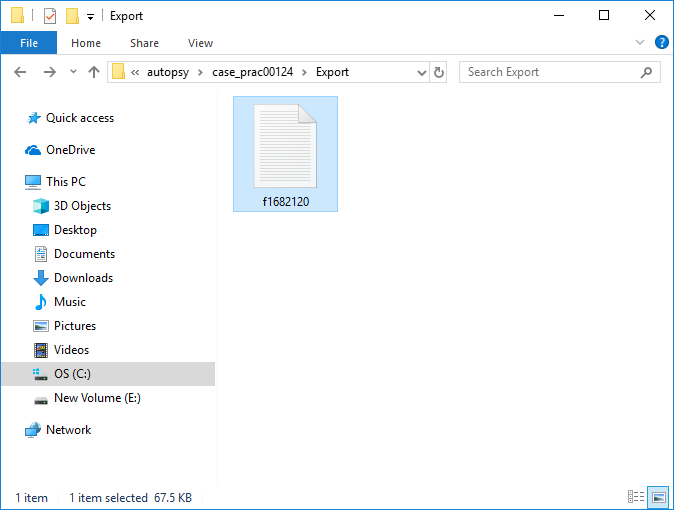 Export
File Home Share View
« autopsy › case_prac00124 › Export Search Export
Quick access
OneDrive
This PC
3D Objects
Desktop
Documents
Downloads
Music
Pictures
Videos
OS (C:)
New Volume (E:)
Network
f1682120
1 item 1 item selected 67.5 KB